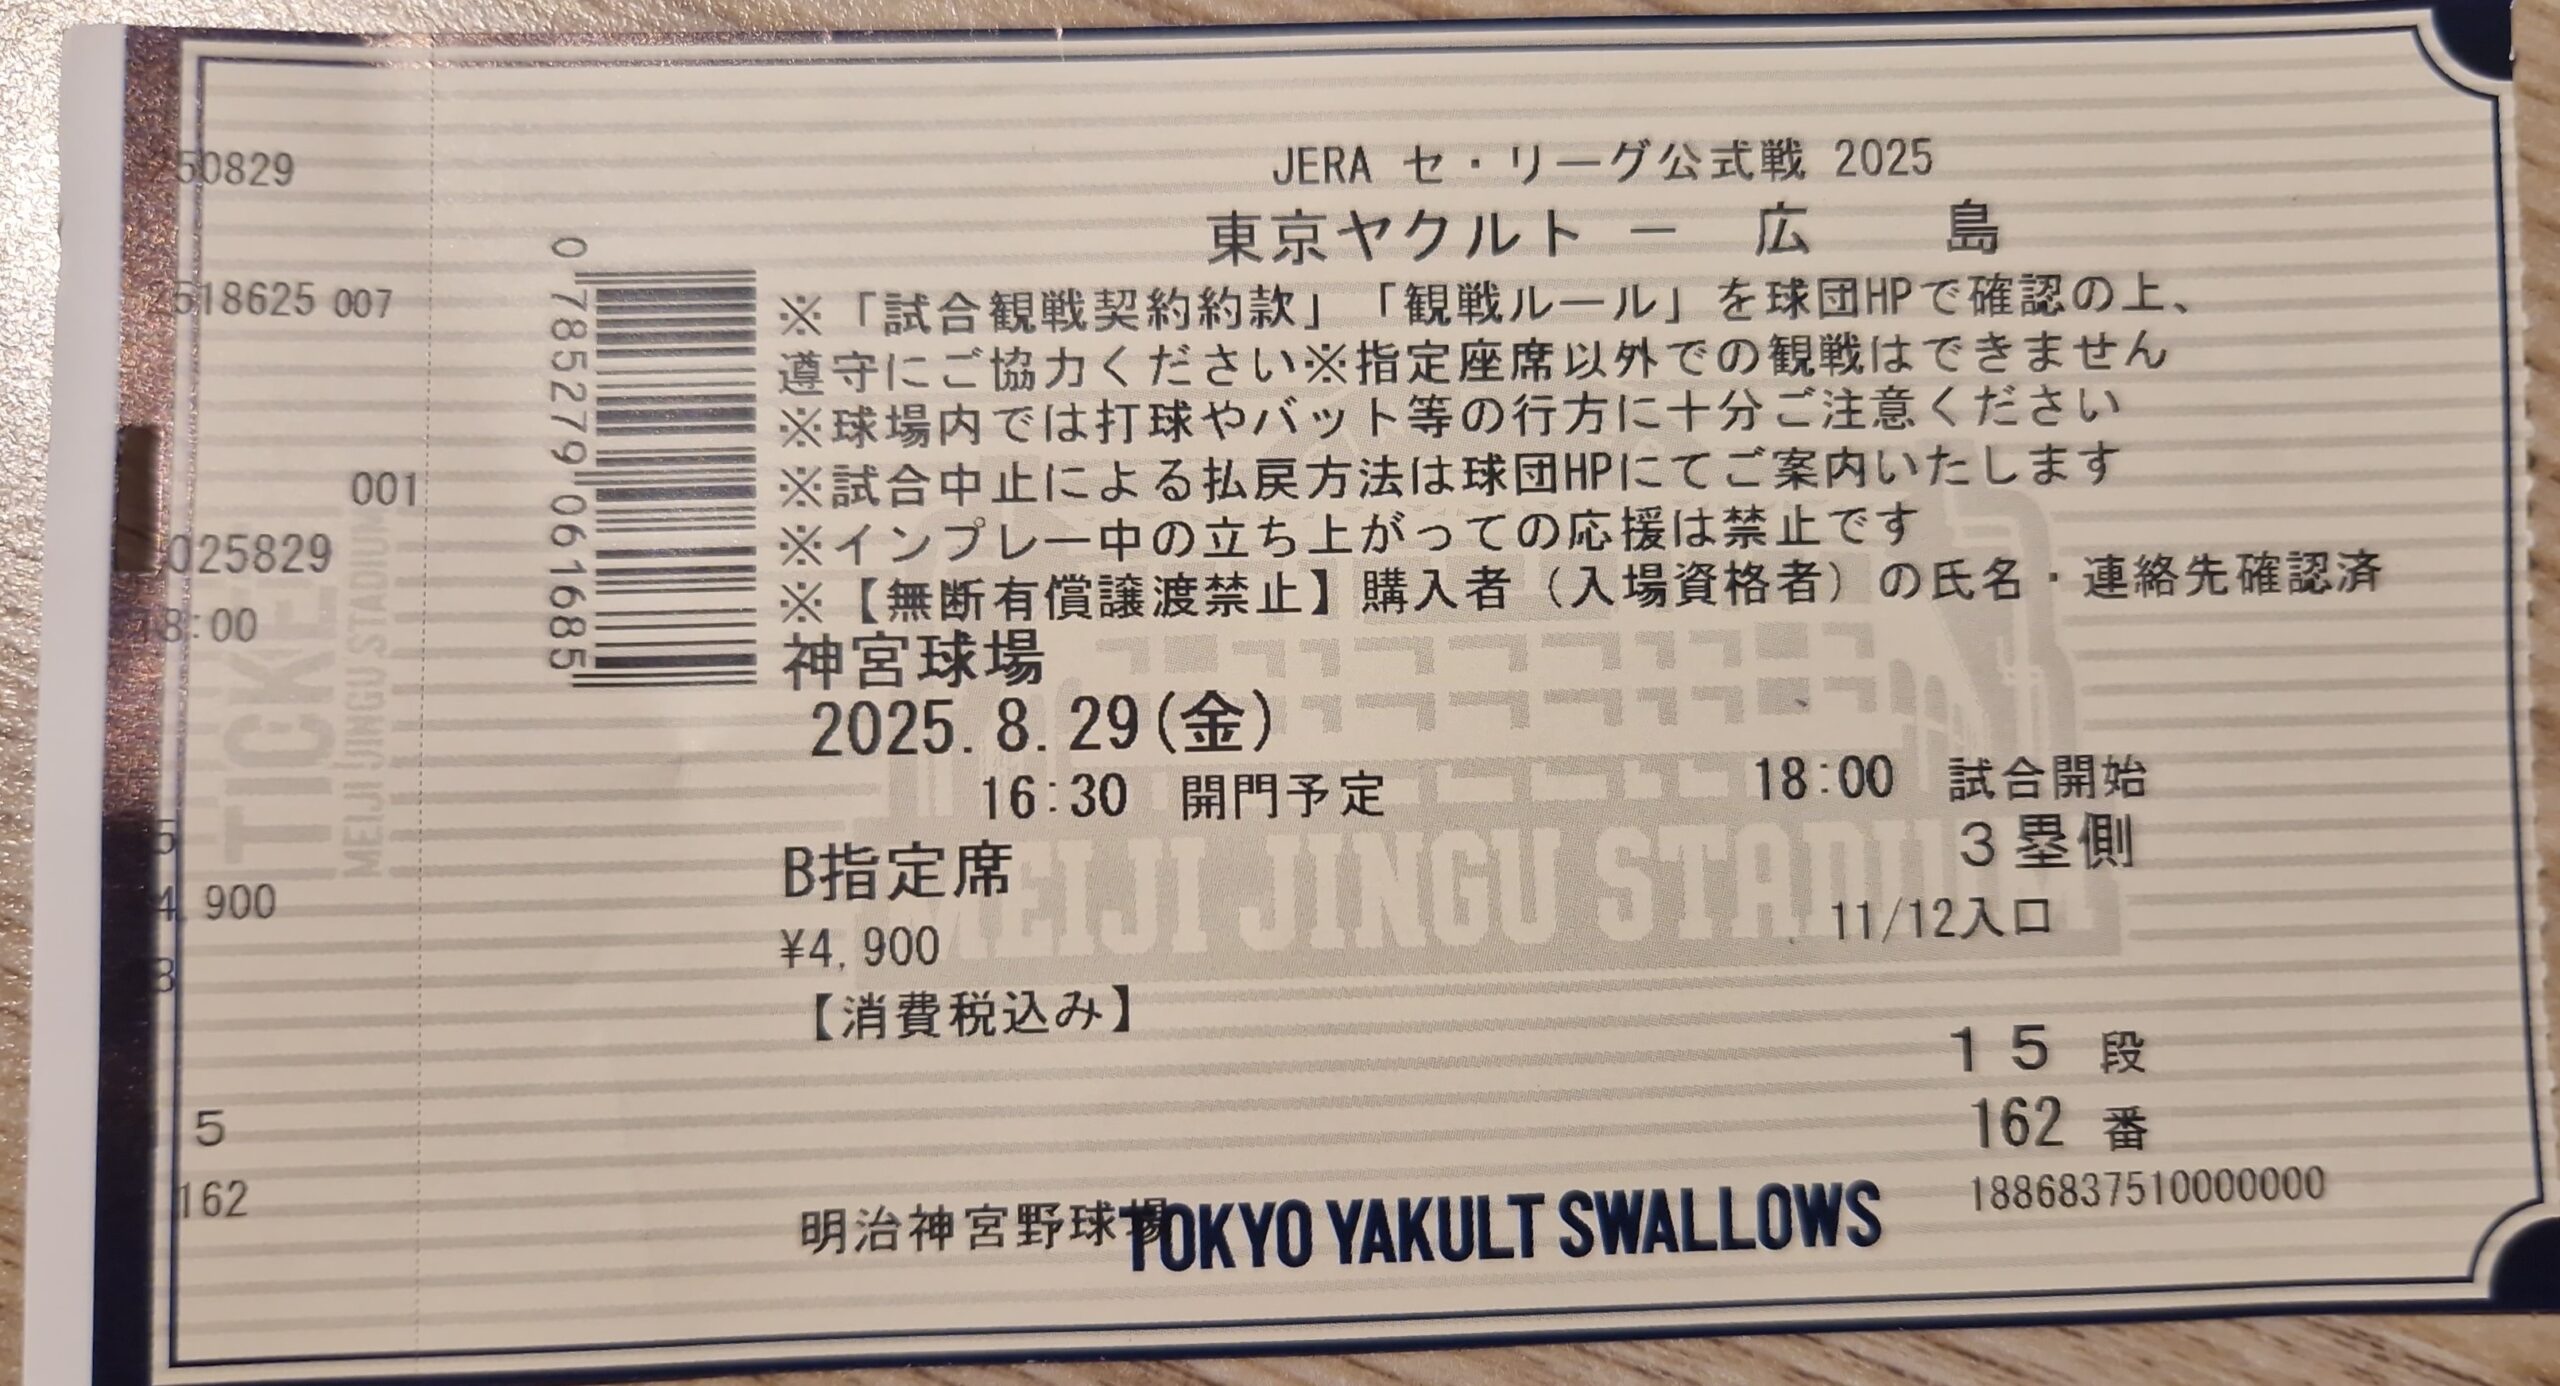 50829
518625 007
001
025829
8:00
TICKE
MEIJI JINGU STADIUM
4,900
5
162
0 785279 061685
JERA セ・リーグ公式戦 2025
東京ヤクルト － 広 島
※「試合観戦契約約款」「観戦ルール」を球団HPで確認の上、
遵守にご協力ください※指定座席以外での観戦はできません
※球場内では打球やバット等の行方に十分ご注意ください
※試合中止による払戻方法は球団HPにてご案内いたします
※インプレー中の立ち上がっての応援は禁止です
※【無断有償譲渡禁止】購入者（入場資格者）の氏名・連絡先確認済
神宮球場
2025.8.29(金)
16:30 開門予定 18:00 試合開始
B指定席 3塁側
¥4,900 11/12入口
【消費税込み】
MEIJI JINGU STADIUM
15 段
162 番
明治神宮野球場
TOKYO YAKULT SWALLOWS
1886837510000000